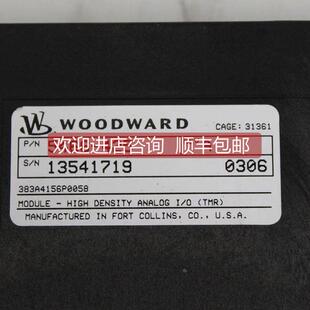 WOODWARD
CAGE: 31361
P/N
欢迎进店咨询 顺丰包邮
S/N 13541719 0306
383A4156P0058
MODULE - HIGH DENSITY ANALOG I/O (TMR)
MANUFACTURED IN FORT COLLINS, CO., U.S.A.